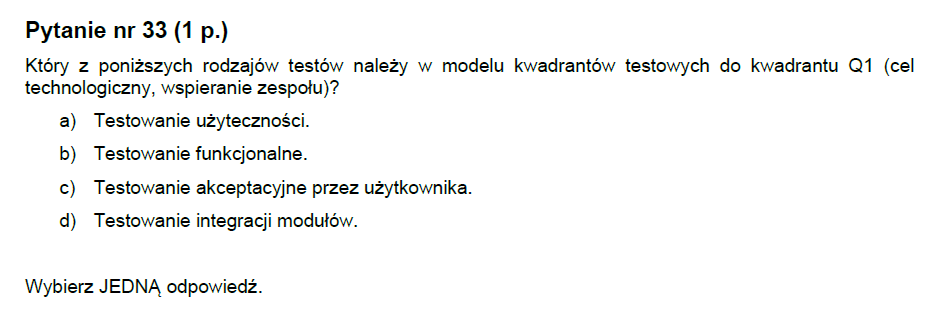 Pytanie nr 33 (1 p.)
Który z poniższych rodzajów testów należy w modelu kwadrantów testowych do kwadrantu Q1 (cel
technologiczny, wspieranie zespołu)?
a) Testowanie użyteczności.
b) Testowanie funkcjonalne.
c) Testowanie akceptacyjne przez użytkownika.
d) Testowanie integracji modułów.
Wybierz JEDNĄ odpowiedź.